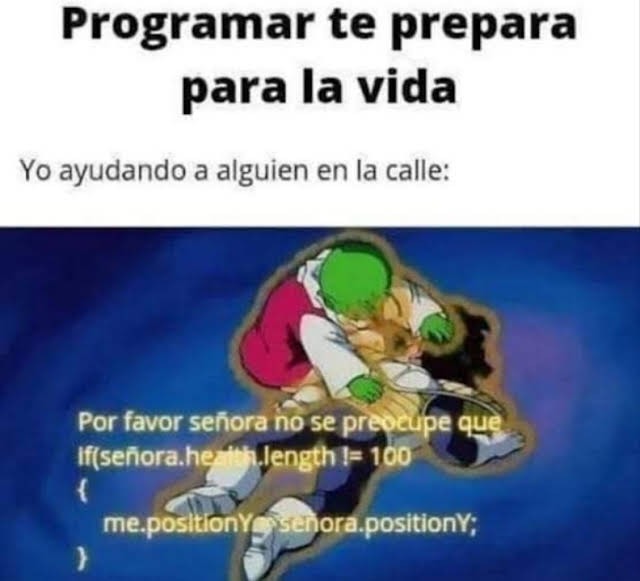 Programar te prepara
para la vida
Yo ayudando a alguien en la calle:
Por favor señora no se preocupe que
if(señora.health.length != 100
{
me.positionY = señora.positionY;
}